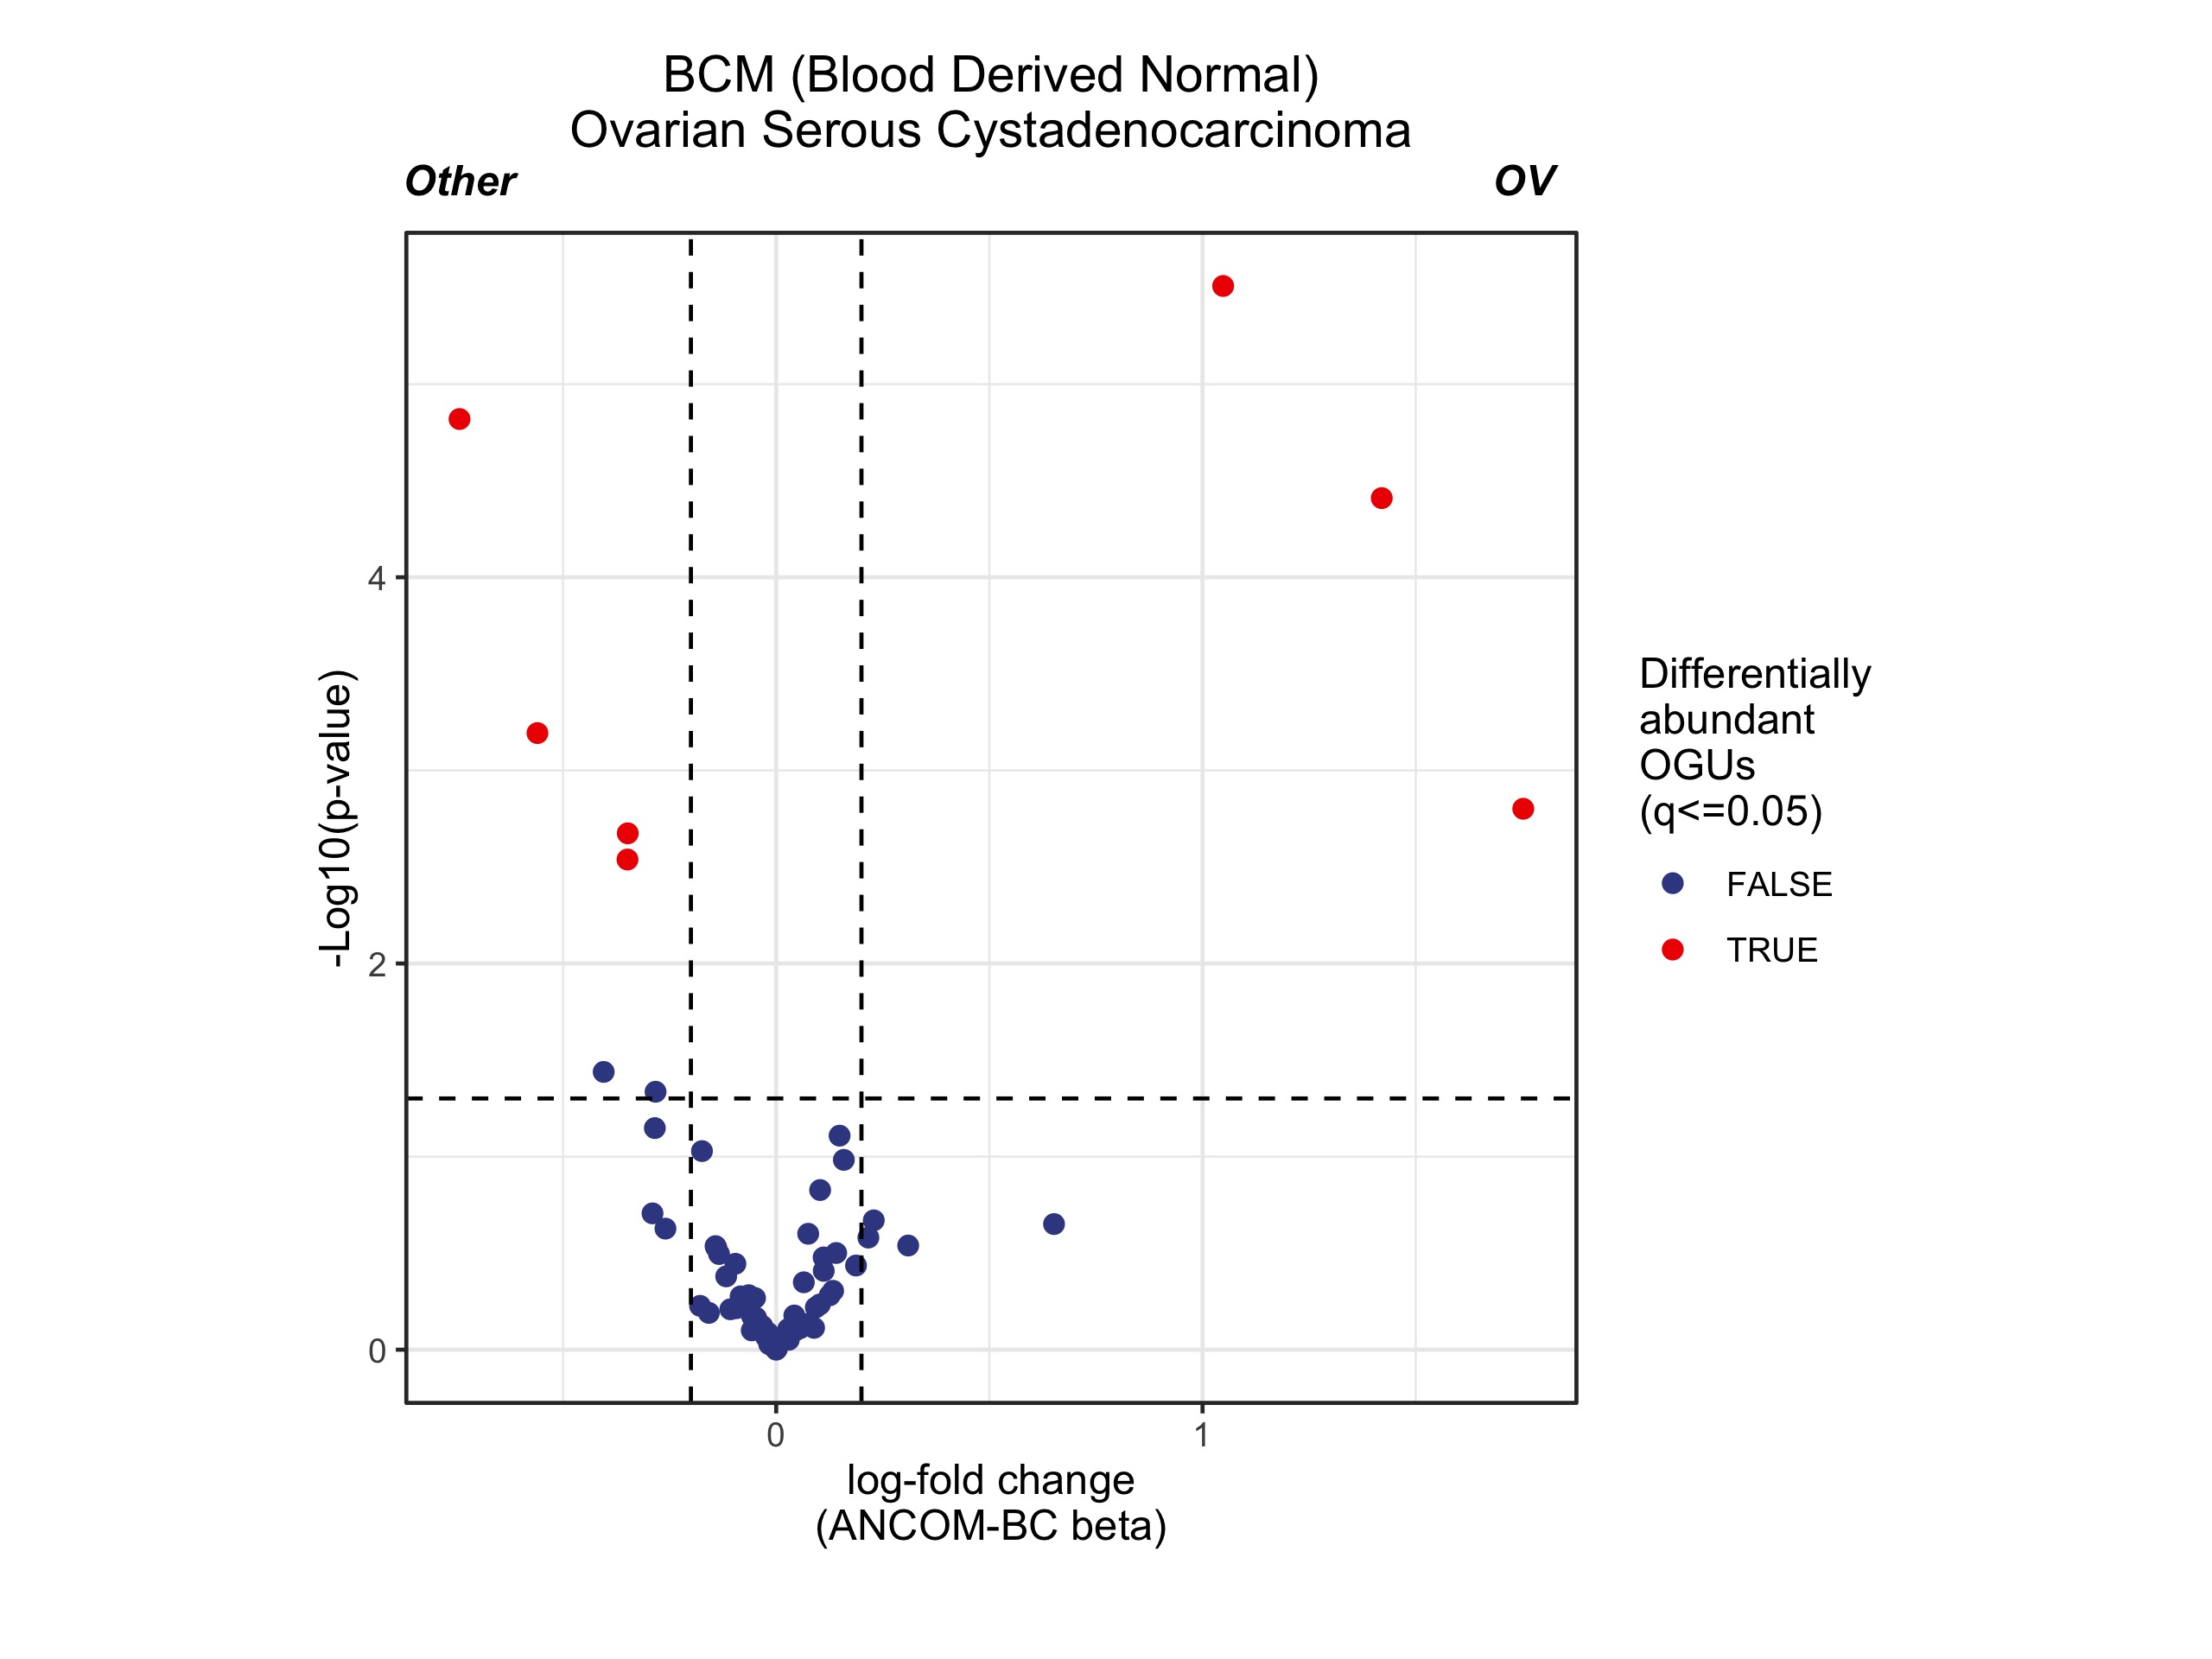 BCM (Blood Derived Normal)
Ovarian Serous Cystadenocarcinoma
Other
OV
-Log10(p-value)
4
2
0
0
1
log-fold change
(ANCOM-BC beta)
Differentially
abundant
OGUs
(q<=0.05)
FALSE
TRUE